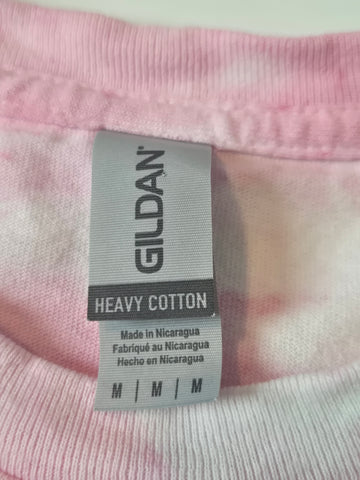 GILDAN
HEAVY COTTON
Made in Nicaragua
Fabriqué au Nicaragua
Hecho en Nicaragua
M | M | M